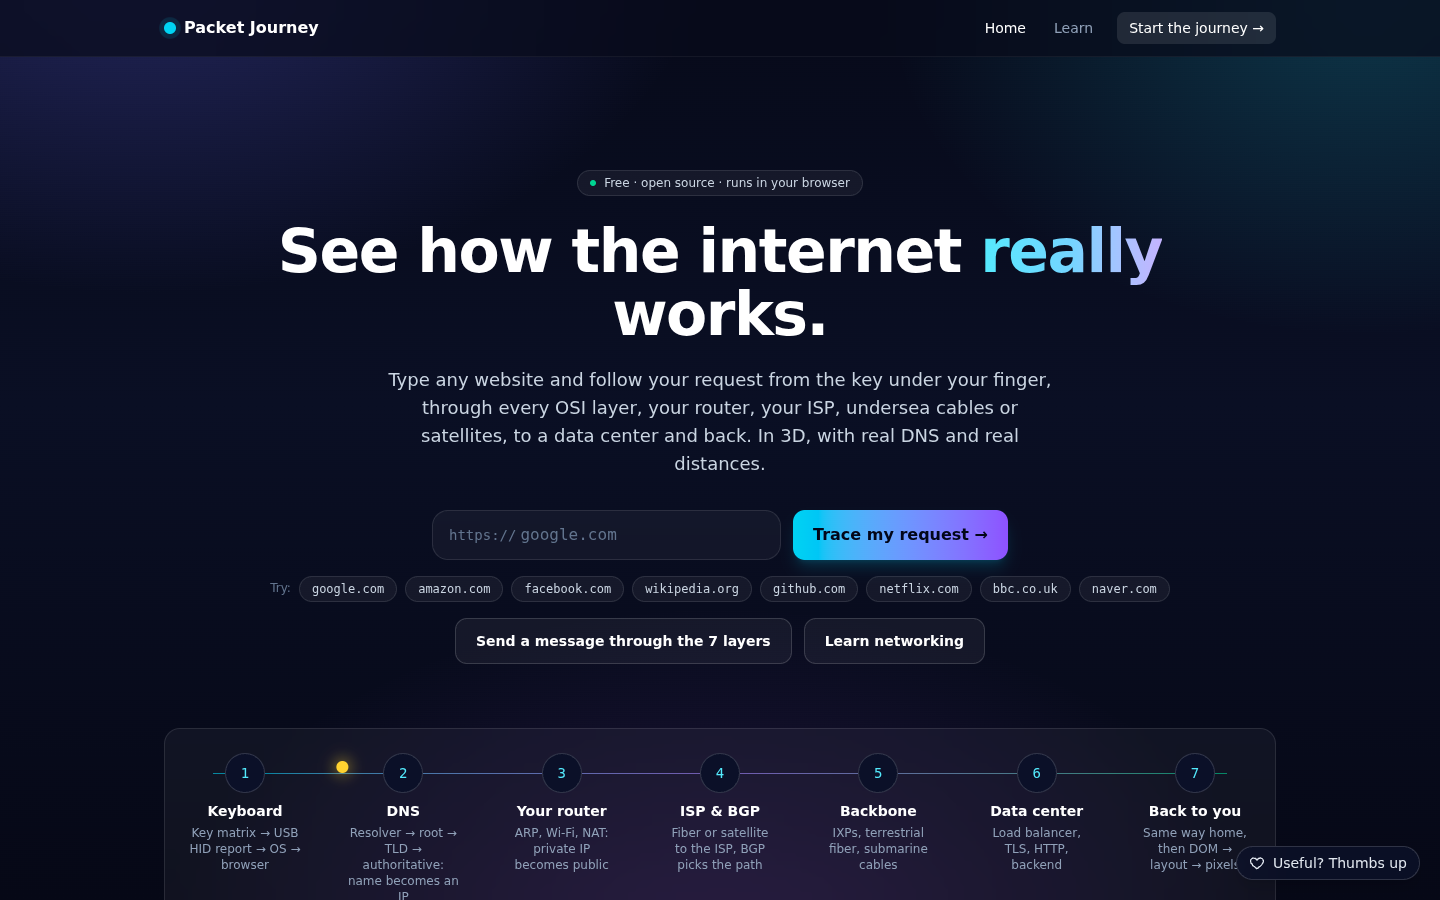 Packet Journey
Home
Learn
Start the journey →
Free · open source · runs in your browser
See how the internet really
works.
Type any website and follow your request from the key under your finger,
through every OSI layer, your router, your ISP, undersea cables or
satellites, to a data center and back. In 3D, with real DNS and real
distances.
https:// google.com
Trace my request →
Try:
google.com
amazon.com
facebook.com
wikipedia.org
github.com
netflix.com
bbc.co.uk
naver.com
Send a message through the 7 layers
Learn networking
1
Keyboard
Key matrix → USB
HID report → OS →
browser
2
DNS
Resolver → root →
TLD →
authoritative:
name becomes an
IP
3
Your router
ARP, Wi-Fi, NAT:
private IP
becomes public
4
ISP & BGP
Fiber or satellite
to the ISP, BGP
picks the path
5
Backbone
IXPs, terrestrial
fiber, submarine
cables
6
Data center
Load balancer,
TLS, HTTP,
backend
7
Back to you
Same way home,
then DOM →
layout → pixels
Useful? Thumbs up